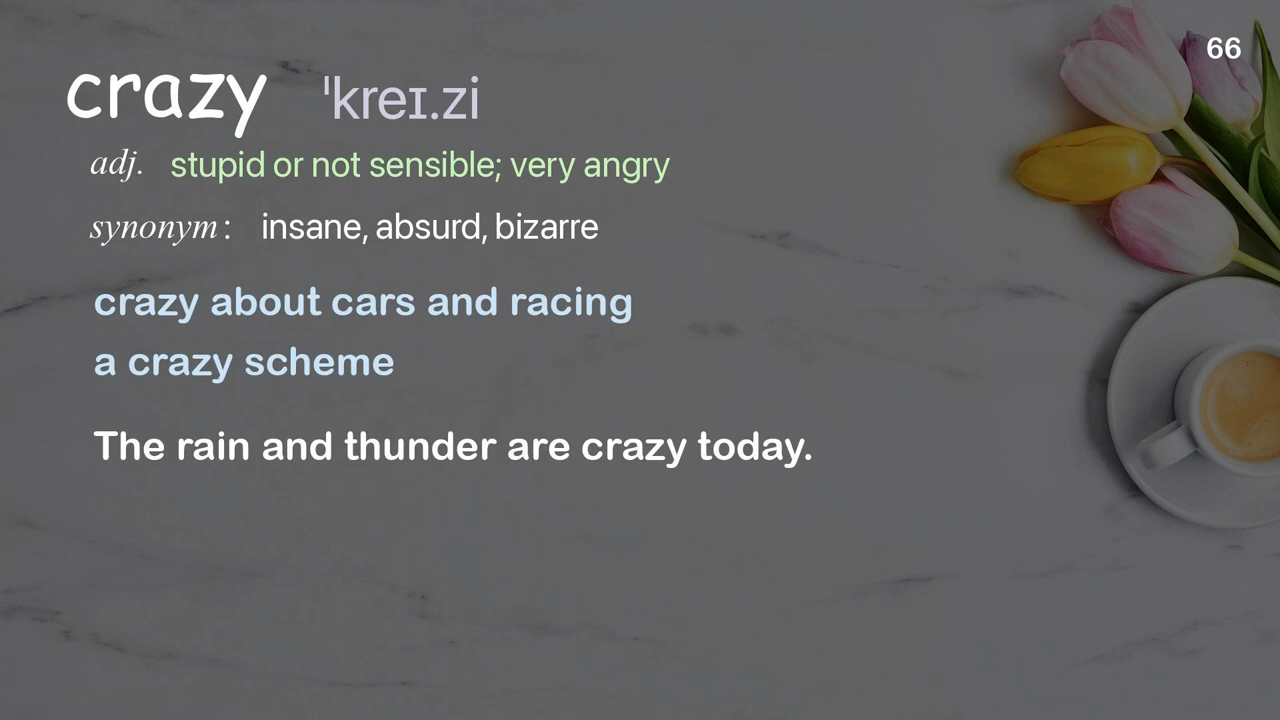 66
crazy ˈkreɪ.zi
adj. stupid or not sensible; very angry
synonym: insane, absurd, bizarre
crazy about cars and racing
a crazy scheme
The rain and thunder are crazy today.